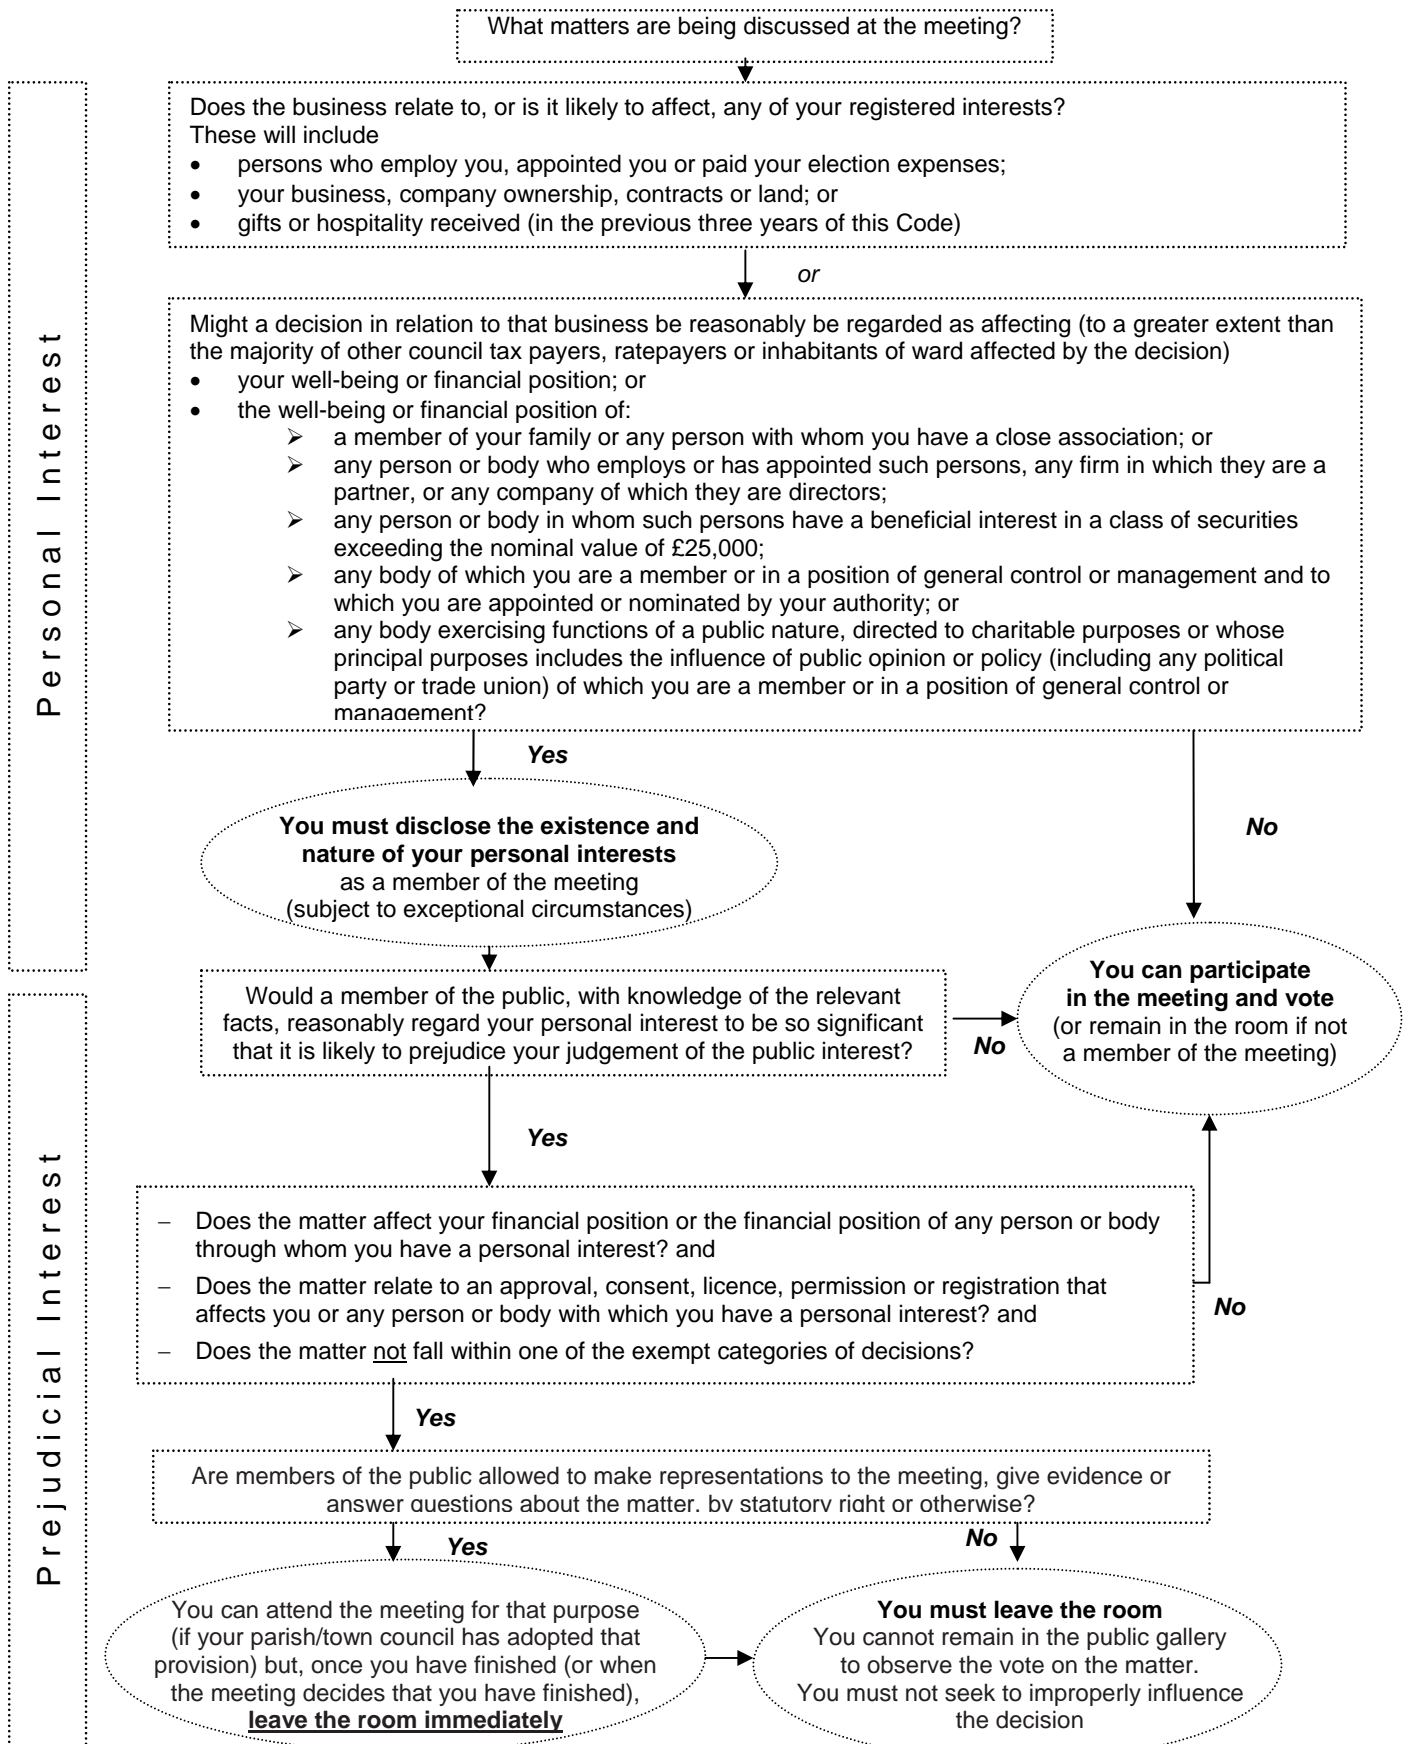 What matters are being discussed at the meeting?
Personal Interest
Does the business relate to, or is it likely to affect, any of your registered interests?
These will include
• persons who employ you, appointed you or paid your election expenses;
• your business, company ownership, contracts or land; or
• gifts or hospitality received (in the previous three years of this Code)
or
Might a decision in relation to that business be reasonably be regarded as affecting (to a greater extent than
the majority of other council tax payers, ratepayers or inhabitants of ward affected by the decision)
• your well-being or financial position; or
• the well-being or financial position of:
➢ a member of your family or any person with whom you have a close association; or
➢ any person or body who employs or has appointed such persons, any firm in which they are a
partner, or any company of which they are directors;
➢ any person or body in whom such persons have a beneficial interest in a class of securities
exceeding the nominal value of £25,000;
➢ any body of which you are a member or in a position of general control or management and to
which you are appointed or nominated by your authority; or
➢ any body exercising functions of a public nature, directed to charitable purposes or whose
principal purposes includes the influence of public opinion or policy (including any political
party or trade union) of which you are a member or in a position of general control or
management?
Yes
No
You must disclose the existence and
nature of your personal interests
as a member of the meeting
(subject to exceptional circumstances)
You can participate
in the meeting and vote
(or remain in the room if not
a member of the meeting)
Prejudicial Interest
Would a member of the public, with knowledge of the relevant
facts, reasonably regard your personal interest to be so significant
that it is likely to prejudice your judgement of the public interest?
No
Yes
– Does the matter affect your financial position or the financial position of any person or body
through whom you have a personal interest? and
– Does the matter relate to an approval, consent, licence, permission or registration that
affects you or any person or body with which you have a personal interest? and
– Does the matter not fall within one of the exempt categories of decisions?
No
Yes
Are members of the public allowed to make representations to the meeting, give evidence or
answer questions about the matter, by statutory right or otherwise?
Yes
No
You can attend the meeting for that purpose
(if your parish/town council has adopted that
provision) but, once you have finished (or when
the meeting decides that you have finished),
leave the room immediately
You must leave the room
You cannot remain in the public gallery
to observe the vote on the matter.
You must not seek to improperly influence
the decision